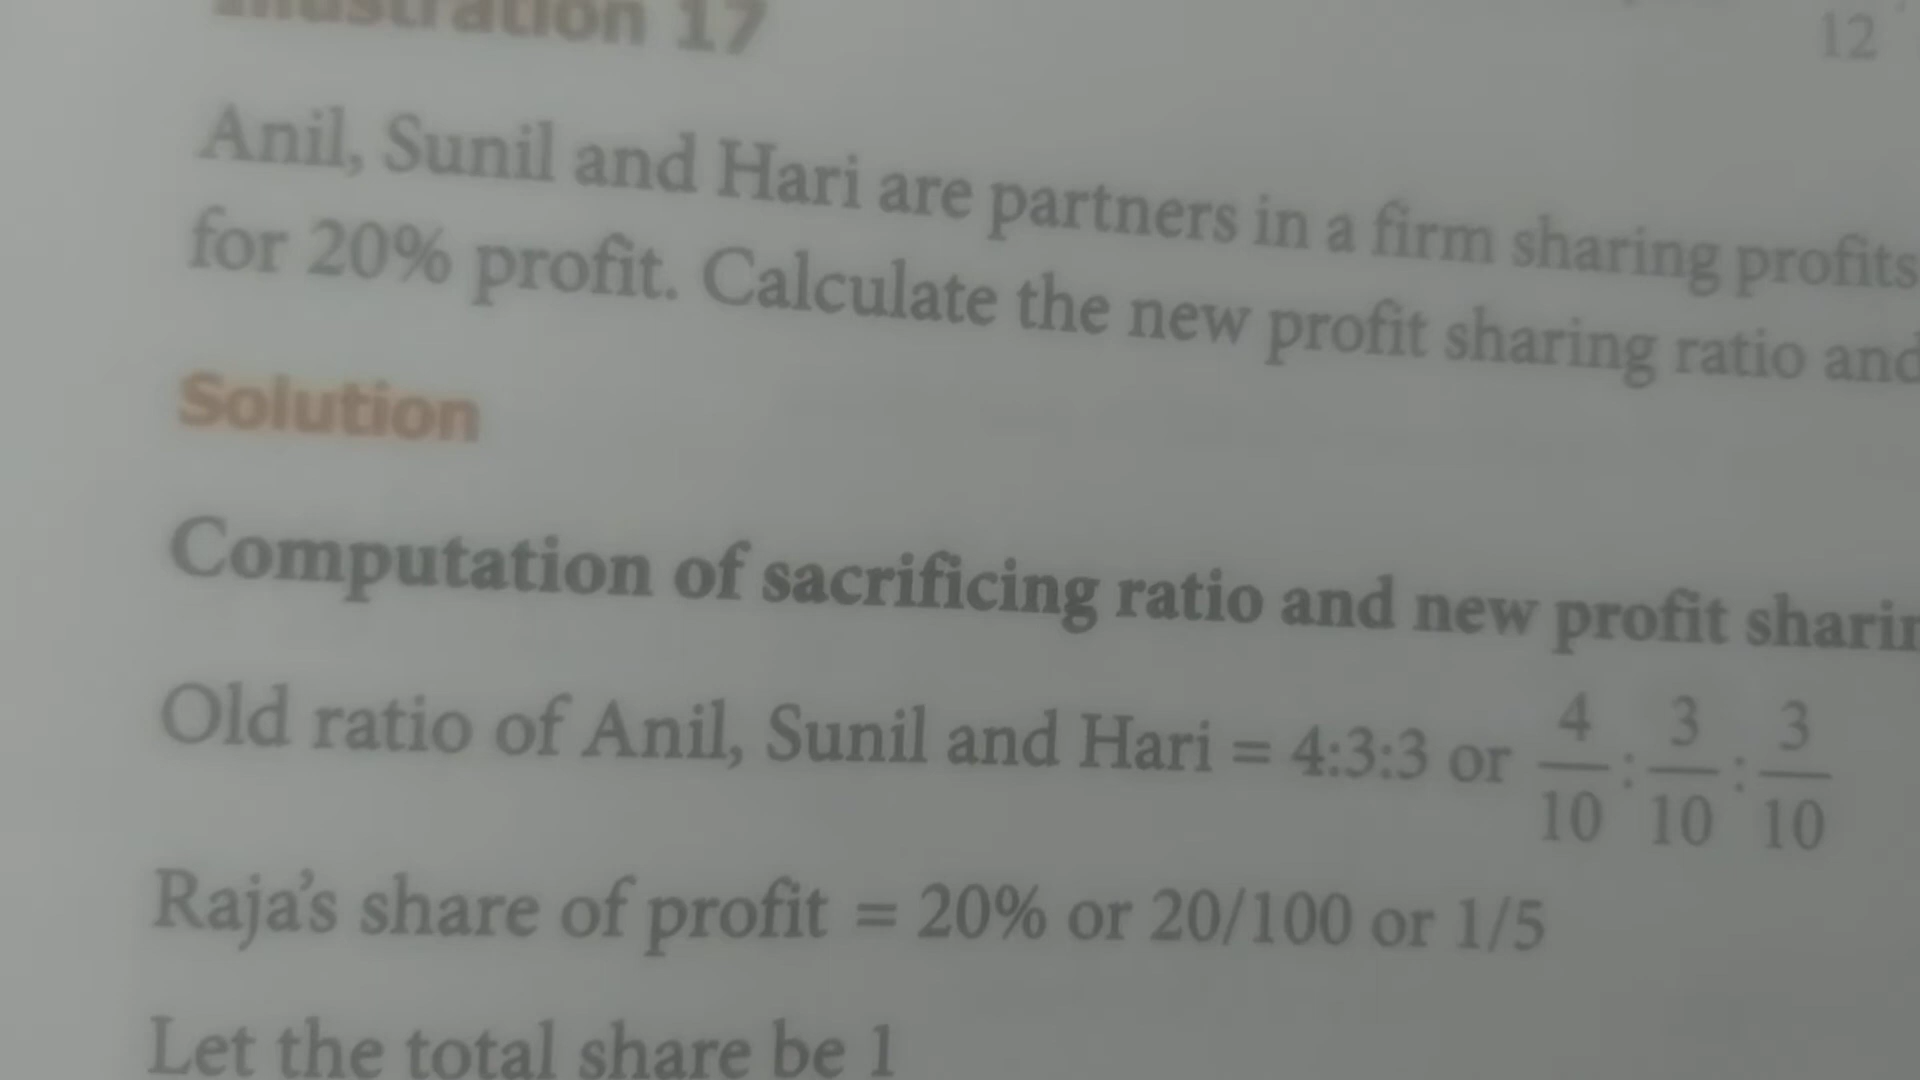 Illustration 17
12
Anil, Sunil and Hari are partners in a firm sharing profits
for 20% profit. Calculate the new profit sharing ratio and
Solution
Computation of sacrificing ratio and new profit sharin
Old ratio of Anil, Sunil and Hari = 4:3:3 or 4/10 : 3/10 : 3/10
Raja's share of profit = 20% or 20/100 or 1/5
Let the total share be 1